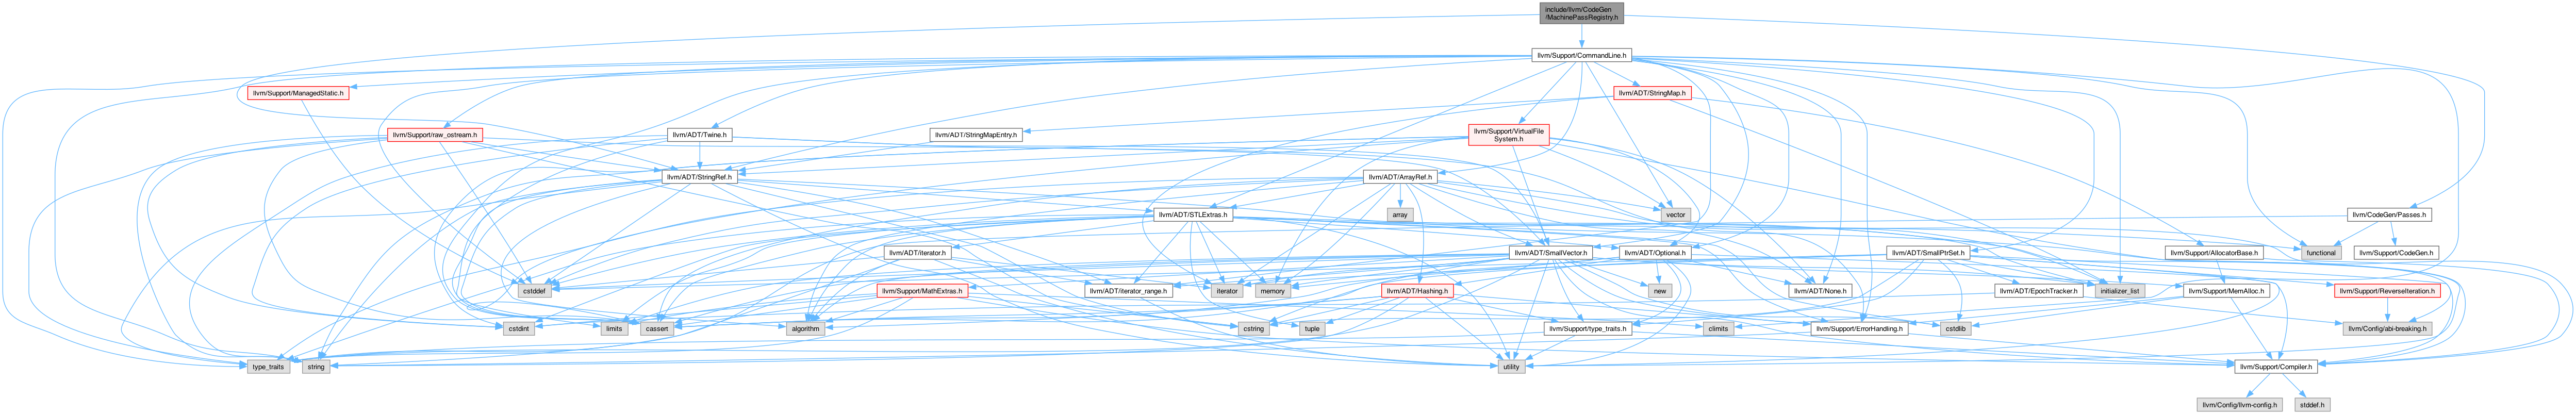 include/llvm/CodeGen
/MachinePassRegistry.h
llvm/Support/CommandLine.h
llvm/Support/ManagedStatic.h
llvm/ADT/StringMap.h
llvm/Support/raw_ostream.h
llvm/ADT/Twine.h
llvm/ADT/StringMapEntry.h
llvm/Support/VirtualFile
System.h
llvm/ADT/StringRef.h
llvm/ADT/ArrayRef.h
array
vector
llvm/ADT/STLExtras.h
llvm/CodeGen/Passes.h
llvm/ADT/iterator.h
llvm/ADT/SmallVector.h
llvm/ADT/Optional.h
llvm/ADT/SmallPtrSet.h
llvm/Support/AllocatorBase.h
functional
llvm/Support/CodeGen.h
cstddef
llvm/Support/MathExtras.h
llvm/ADT/iterator_range.h
iterator
memory
llvm/ADT/Hashing.h
new
llvm/ADT/None.h
llvm/ADT/EpochTracker.h
initializer_list
llvm/Support/MemAlloc.h
llvm/Support/ReverseIteration.h
cstdint
limits
cassert
algorithm
cstring
tuple
llvm/Support/type_traits.h
climits
llvm/Support/ErrorHandling.h
cstdlib
llvm/Config/abi-breaking.h
type_traits
string
utility
llvm/Support/Compiler.h
llvm/Config/llvm-config.h
stddef.h